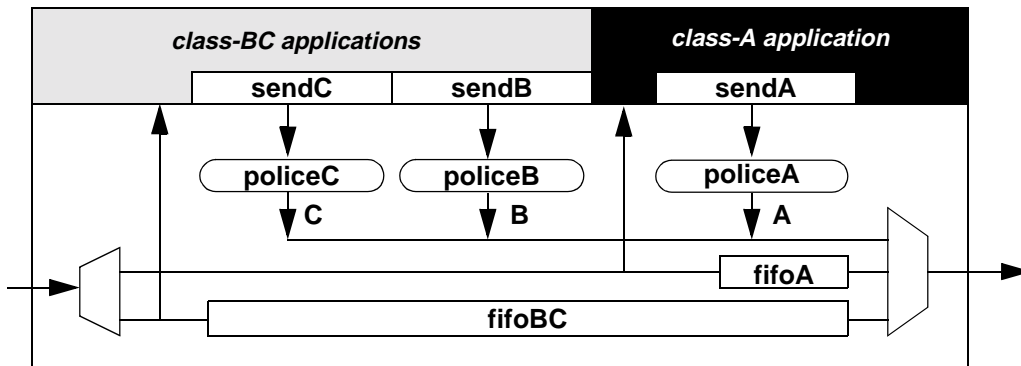 class-BC applications
class-A application
sendC
sendB
sendA
policeC
policeB
policeA
C
B
A
fifoA
fifoBC